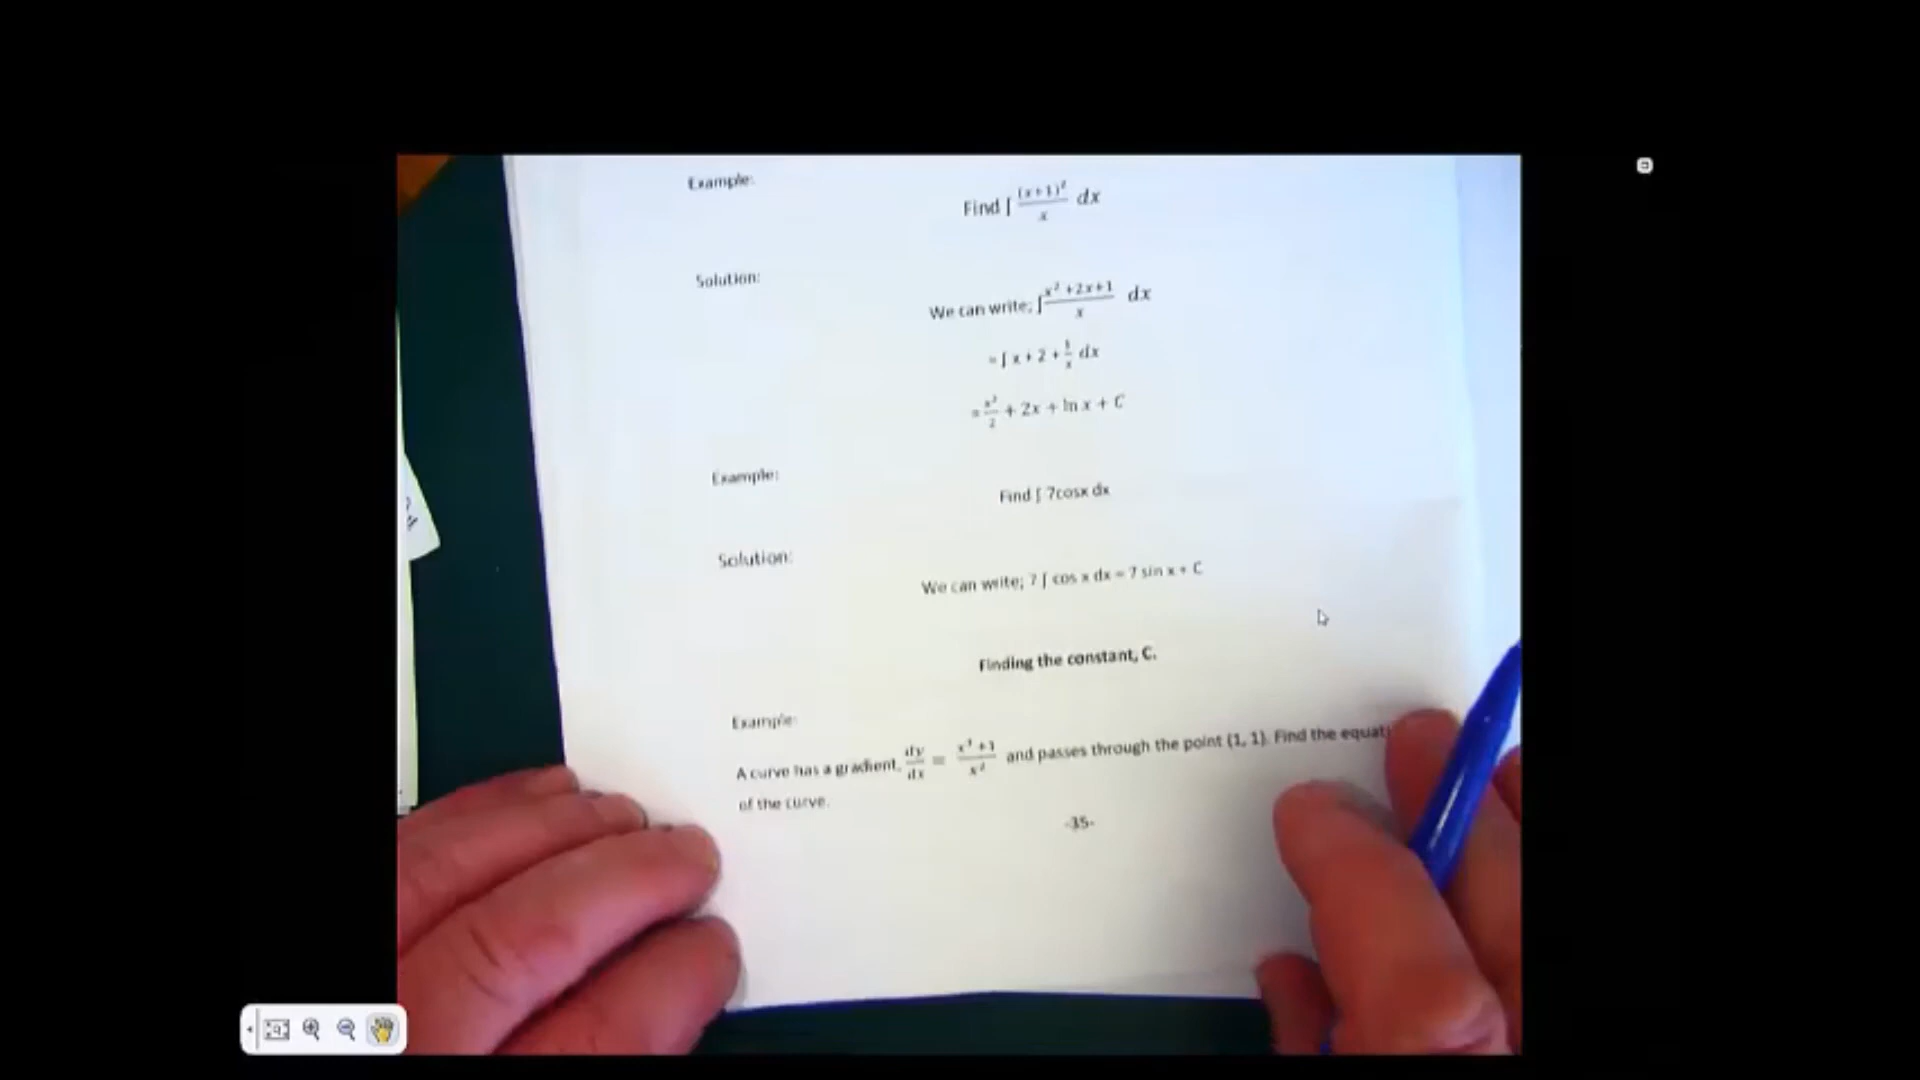 Example:
Find ∫ (x+1)²/x dx
Solution:
We can write; ∫ x² +2x+1/x dx
= ∫ x + 2 + 1/x dx
= x²/2 + 2x + ln x + C
Example:
Find ∫ 7cosx dx
Solution:
We can write; 7 ∫ cos x dx = 7 sin x + C
Finding the constant, C.
Example:
A curve has a gradient, dy/dx = +1/x² and passes through the point (1, 1). Find the
of the curve.
-35-